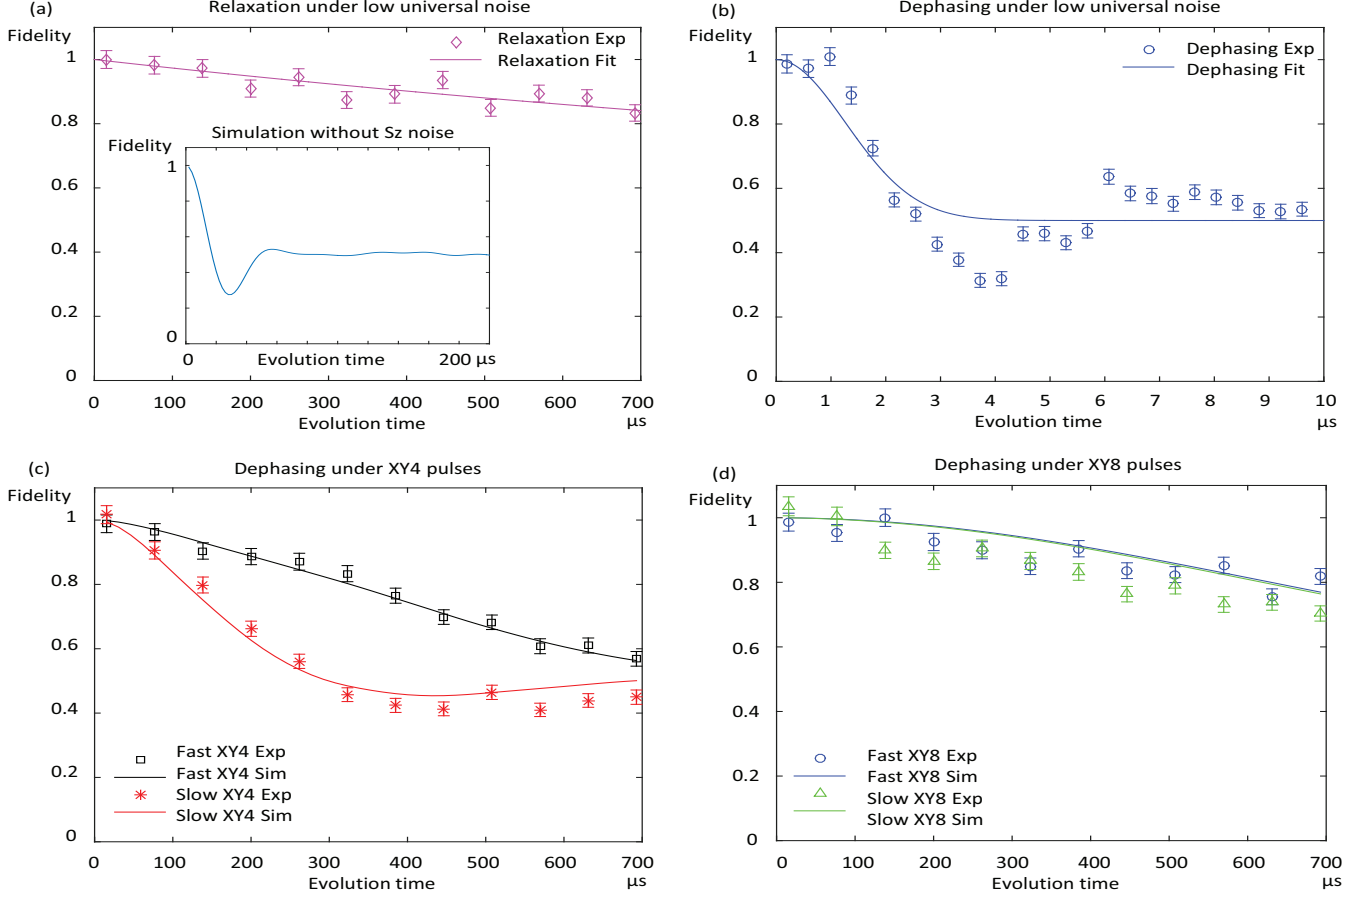 (a)
Relaxation under low universal noise
Fidelity
Relaxation Exp
Relaxation Fit
1
0.8
0.6
0.4
0.2
0
Simulation without Sz noise
Fidelity
1
0
0
Evolution time
200 µs
0 100 200 300 400 500 600 700
Evolution time
µs
(b)
Dephasing under low universal noise
Fidelity
Dephasing Exp
Dephasing Fit
1
0.8
0.6
0.4
0.2
0
0 1 2 3 4 5 6 7 8 9 10
Evolution time
µs
(c)
Dephasing under XY4 pulses
Fidelity
1
0.8
0.6
0.4
0.2
0
Fast XY4 Exp
Fast XY4 Sim
Slow XY4 Exp
Slow XY4 Sim
0 100 200 300 400 500 600 700
Evolution time
µs
(d)
Dephasing under XY8 pulses
Fidelity
1
0.8
0.6
0.4
0.2
0
Fast XY8 Exp
Fast XY8 Sim
Slow XY8 Exp
Slow XY8 Sim
0 100 200 300 400 500 600 700
Evolution time
µs